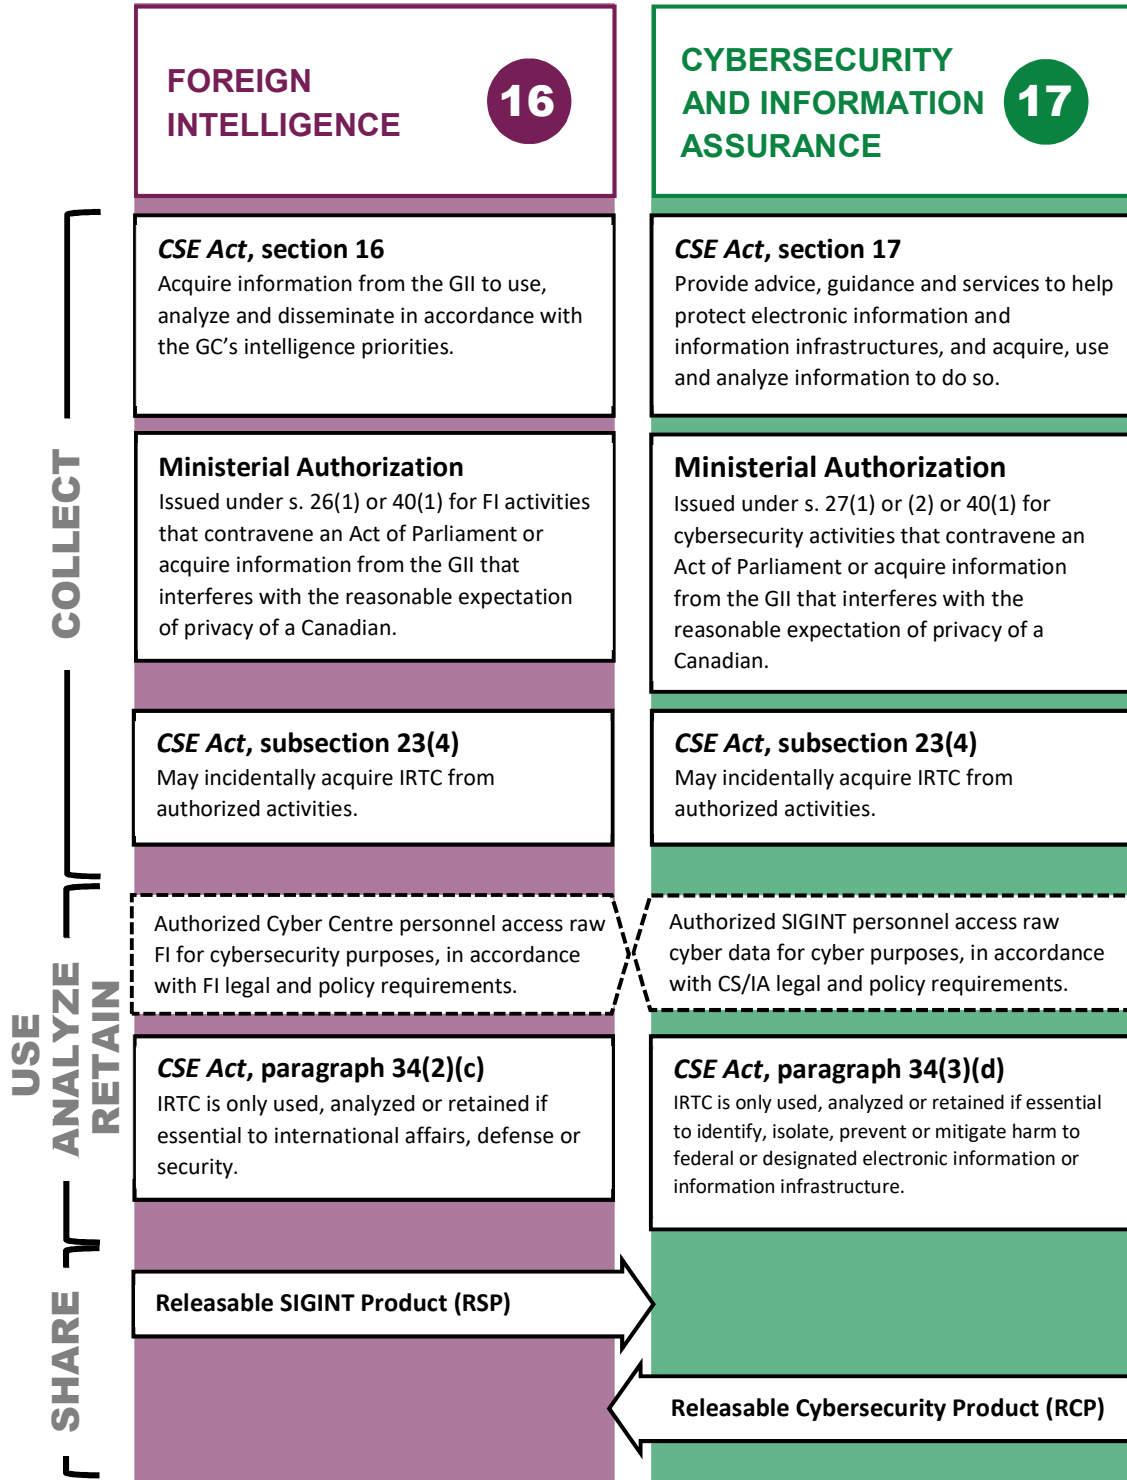 FOREIGN
INTELLIGENCE
16
CYBERSECURITY
AND INFORMATION
ASSURANCE
17
COLLECT
CSE Act, section 16
Acquire information from the GII to use,
analyze and disseminate in accordance with
the GC’s intelligence priorities.
CSE Act, section 17
Provide advice, guidance and services to help
protect electronic information and
information infrastructures, and acquire, use
and analyze information to do so.
Ministerial Authorization
Issued under s. 26(1) or 40(1) for FI activities
that contravene an Act of Parliament or
acquire information from the GII that
interferes with the reasonable expectation
of privacy of a Canadian.
Ministerial Authorization
Issued under s. 27(1) or (2) or 40(1) for
cybersecurity activities that contravene an
Act of Parliament or acquire information
from the GII that interferes with the
reasonable expectation of privacy of a
Canadian.
CSE Act, subsection 23(4)
May incidentally acquire IRTC from
authorized activities.
CSE Act, subsection 23(4)
May incidentally acquire IRTC from
authorized activities.
USE
ANALYZE
RETAIN
Authorized Cyber Centre personnel access raw
FI for cybersecurity purposes, in accordance
with FI legal and policy requirements.
Authorized SIGINT personnel access raw
cyber data for cyber purposes, in accordance
with CS/IA legal and policy requirements.
CSE Act, paragraph 34(2)(c)
IRTC is only used, analyzed or retained if
essential to international affairs, defense or
security.
CSE Act, paragraph 34(3)(d)
IRTC is only used, analyzed or retained if essential
to identify, isolate, prevent or mitigate harm to
federal or designated electronic information or
information infrastructure.
SHARE
Releasable SIGINT Product (RSP)
Releasable Cybersecurity Product (RCP)